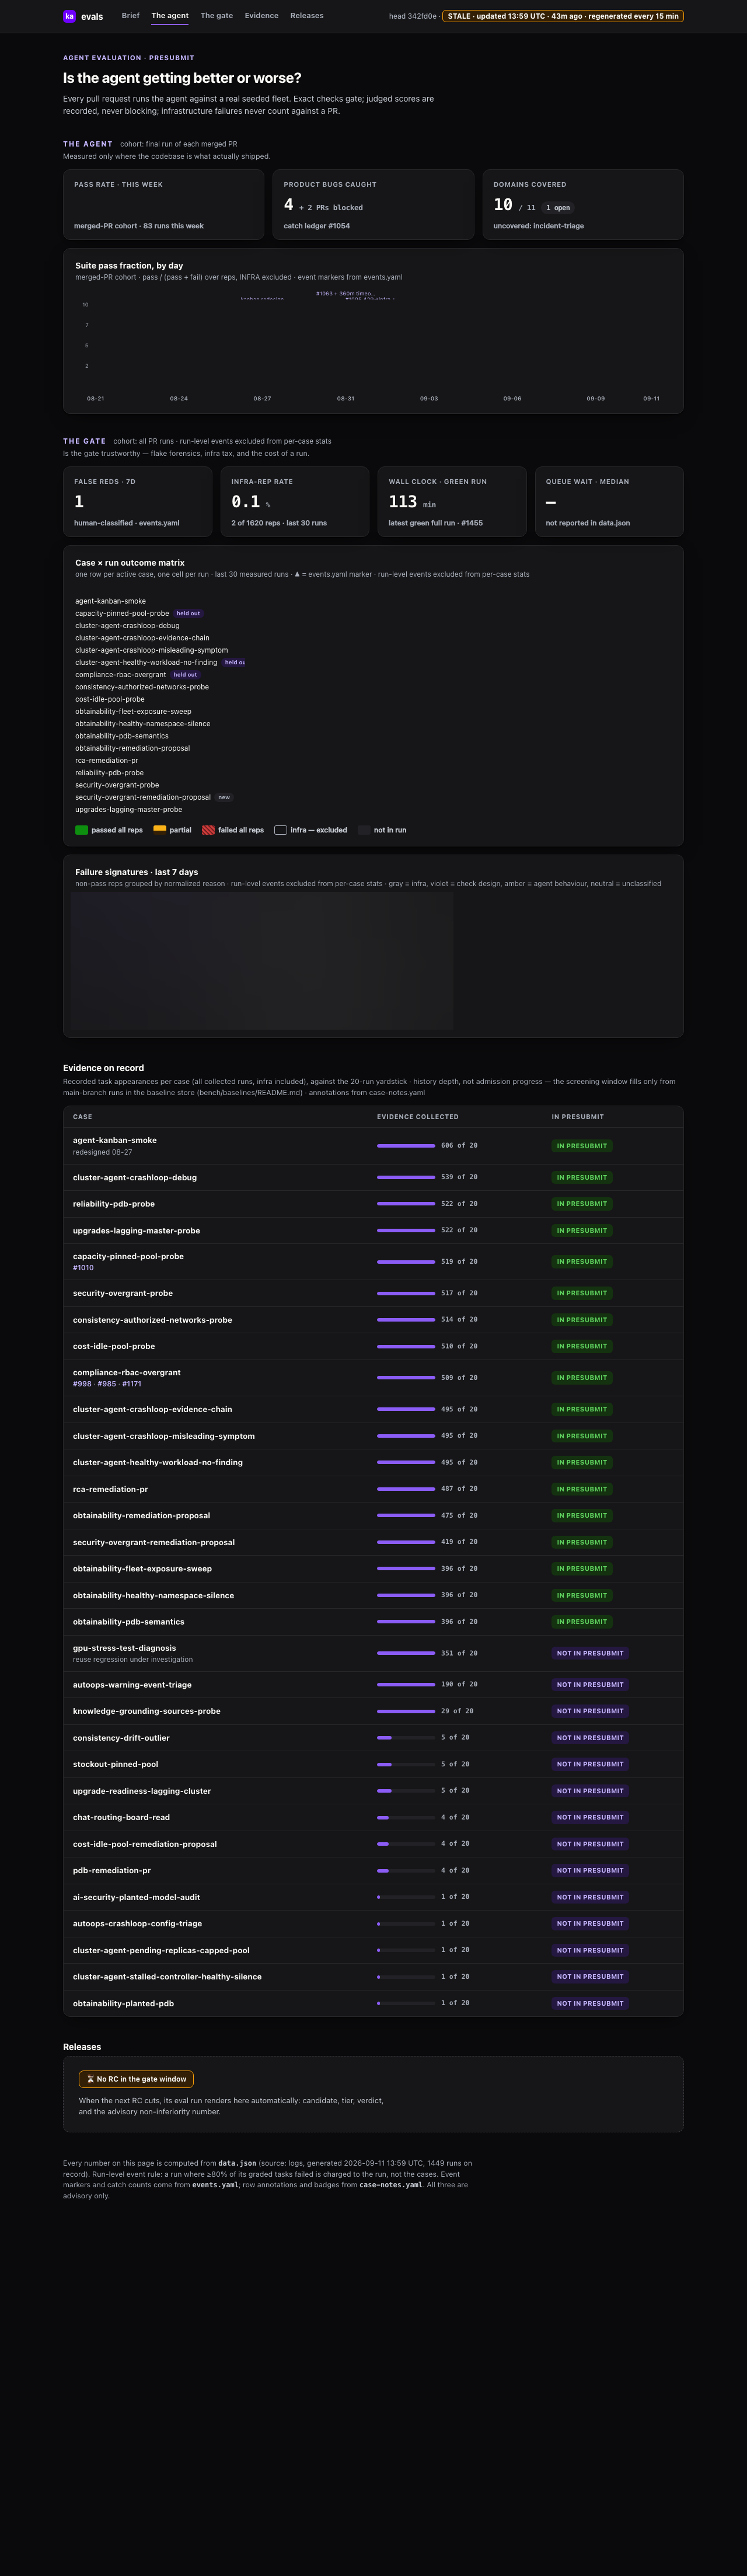 ka evals Brief The agent The gate Evidence Releases head 342fd0e · STALE · updated 13:59 UTC · 43m ago · regenerated every 15 min
AGENT EVALUATION · PRESUBMIT
Is the agent getting better or worse?
Every pull request runs the agent against a real seeded fleet. Exact checks gate; judged scores are
recorded, never blocking; infrastructure failures never count against a PR.
THE AGENT cohort: final run of each merged PR
Measured only where the codebase is what actually shipped.
PASS RATE · THIS WEEK
merged-PR cohort · 83 runs this week
PRODUCT BUGS CAUGHT
4 + 2 PRs blocked
catch ledger #1054
DOMAINS COVERED
10 / 11 1 open
uncovered: incident-triage
Suite pass fraction, by day
merged-PR cohort · pass / (pass + fail) over reps, INFRA excluded · event markers from events.yaml
#1063 + 360m timeo…
10
7
5
2
08-21 08-24 08-27 08-31 09-03 09-06 09-09 09-11
THE GATE cohort: all PR runs · run-level events excluded from per-case stats
Is the gate trustworthy — flake forensics, infra tax, and the cost of a run.
FALSE REDS · 7D
1
human-classified · events.yaml
INFRA-REP RATE
0.1 %
2 of 1620 reps · last 30 runs
WALL CLOCK · GREEN RUN
113 min
latest green full run · #1455
QUEUE WAIT · MEDIAN
—
not reported in data.json
Case × run outcome matrix
one row per active case, one cell per run · last 30 measured runs · ▲ = events.yaml marker · run-level events excluded from per-case stats
agent-kanban-smoke
capacity-pinned-pool-probe held out
cluster-agent-crashloop-debug
cluster-agent-crashloop-evidence-chain
cluster-agent-crashloop-misleading-symptom
cluster-agent-healthy-workload-no-finding held ou
compliance-rbac-overgrant held out
consistency-authorized-networks-probe
cost-idle-pool-probe
obtainability-fleet-exposure-sweep
obtainability-healthy-namespace-silence
obtainability-pdb-semantics
obtainability-remediation-proposal
rca-remediation-pr
reliability-pdb-probe
security-overgrant-probe
security-overgrant-remediation-proposal new
upgrades-lagging-master-probe
passed all reps partial failed all reps infra — excluded not in run
Failure signatures · last 7 days
non-pass reps grouped by normalized reason · run-level events excluded from per-case stats · gray = infra, violet = check design, amber = agent behaviour, neutral = unclassified
Evidence on record
Recorded task appearances per case (all collected runs, infra included), against the 20-run yardstick · history depth, not admission progress — the screening window fills only from
main-branch runs in the baseline store (bench/baselines/README.md) · annotations from case-notes.yaml
CASE EVIDENCE COLLECTED IN PRESUBMIT
agent-kanban-smoke 606 of 20 IN PRESUBMIT
redesigned 08-27
cluster-agent-crashloop-debug 539 of 20 IN PRESUBMIT
reliability-pdb-probe 522 of 20 IN PRESUBMIT
upgrades-lagging-master-probe 522 of 20 IN PRESUBMIT
capacity-pinned-pool-probe 519 of 20 IN PRESUBMIT
#1010
security-overgrant-probe 517 of 20 IN PRESUBMIT
consistency-authorized-networks-probe 514 of 20 IN PRESUBMIT
cost-idle-pool-probe 510 of 20 IN PRESUBMIT
compliance-rbac-overgrant 509 of 20 IN PRESUBMIT
#998 · #985 · #1171
cluster-agent-crashloop-evidence-chain 495 of 20 IN PRESUBMIT
cluster-agent-crashloop-misleading-symptom 495 of 20 IN PRESUBMIT
cluster-agent-healthy-workload-no-finding 495 of 20 IN PRESUBMIT
rca-remediation-pr 487 of 20 IN PRESUBMIT
obtainability-remediation-proposal 475 of 20 IN PRESUBMIT
security-overgrant-remediation-proposal 419 of 20 IN PRESUBMIT
obtainability-fleet-exposure-sweep 396 of 20 IN PRESUBMIT
obtainability-healthy-namespace-silence 396 of 20 IN PRESUBMIT
obtainability-pdb-semantics 396 of 20 IN PRESUBMIT
gpu-stress-test-diagnosis 351 of 20 NOT IN PRESUBMIT
reuse regression under investigation
autoops-warning-event-triage 190 of 20 NOT IN PRESUBMIT
knowledge-grounding-sources-probe 29 of 20 NOT IN PRESUBMIT
consistency-drift-outlier 5 of 20 NOT IN PRESUBMIT
stockout-pinned-pool 5 of 20 NOT IN PRESUBMIT
upgrade-readiness-lagging-cluster 5 of 20 NOT IN PRESUBMIT
chat-routing-board-read 4 of 20 NOT IN PRESUBMIT
cost-idle-pool-remediation-proposal 4 of 20 NOT IN PRESUBMIT
pdb-remediation-pr 4 of 20 NOT IN PRESUBMIT
ai-security-planted-model-audit 1 of 20 NOT IN PRESUBMIT
autoops-crashloop-config-triage 1 of 20 NOT IN PRESUBMIT
cluster-agent-pending-replicas-capped-pool 1 of 20 NOT IN PRESUBMIT
cluster-agent-stalled-controller-healthy-silence 1 of 20 NOT IN PRESUBMIT
obtainability-planted-pdb 1 of 20 NOT IN PRESUBMIT
Releases
⏳ No RC in the gate window
When the next RC cuts, its eval run renders here automatically: candidate, tier, verdict,
and the advisory non-inferiority number.
Every number on this page is computed from data.json (source: logs, generated 2026-09-11 13:59 UTC, 1449 runs on
record). Run-level event rule: a run where ≥80% of its graded tasks failed is charged to the run, not the cases. Event
markers and catch counts come from events.yaml; row annotations and badges from case-notes.yaml. All three are
advisory only.